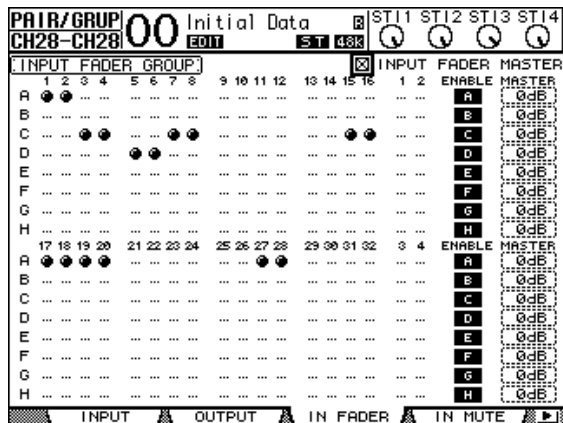 PAIR/GRUP 00 Initial Data R STI1 STI2 STI3 STI4
CH28-CH28 EDIT ST 48K
INPUT FADER GROUP INPUT FADER MASTER
1 2 3 4 5 6 7 8 9 10 11 12 13 14 15 16 1 2 ENABLE MASTER
A A 0dB
B B 0dB
C C 0dB
D D 0dB
E E 0dB
F F 0dB
G G 0dB
H H 0dB
17 18 19 20 21 22 23 24 25 26 27 28 29 30 31 32 3 4 ENABLE MASTER
A A 0dB
B B 0dB
C C 0dB
D D 0dB
E E 0dB
F F 0dB
G G 0dB
H H 0dB
INPUT OUTPUT IN FADER IN MUTE